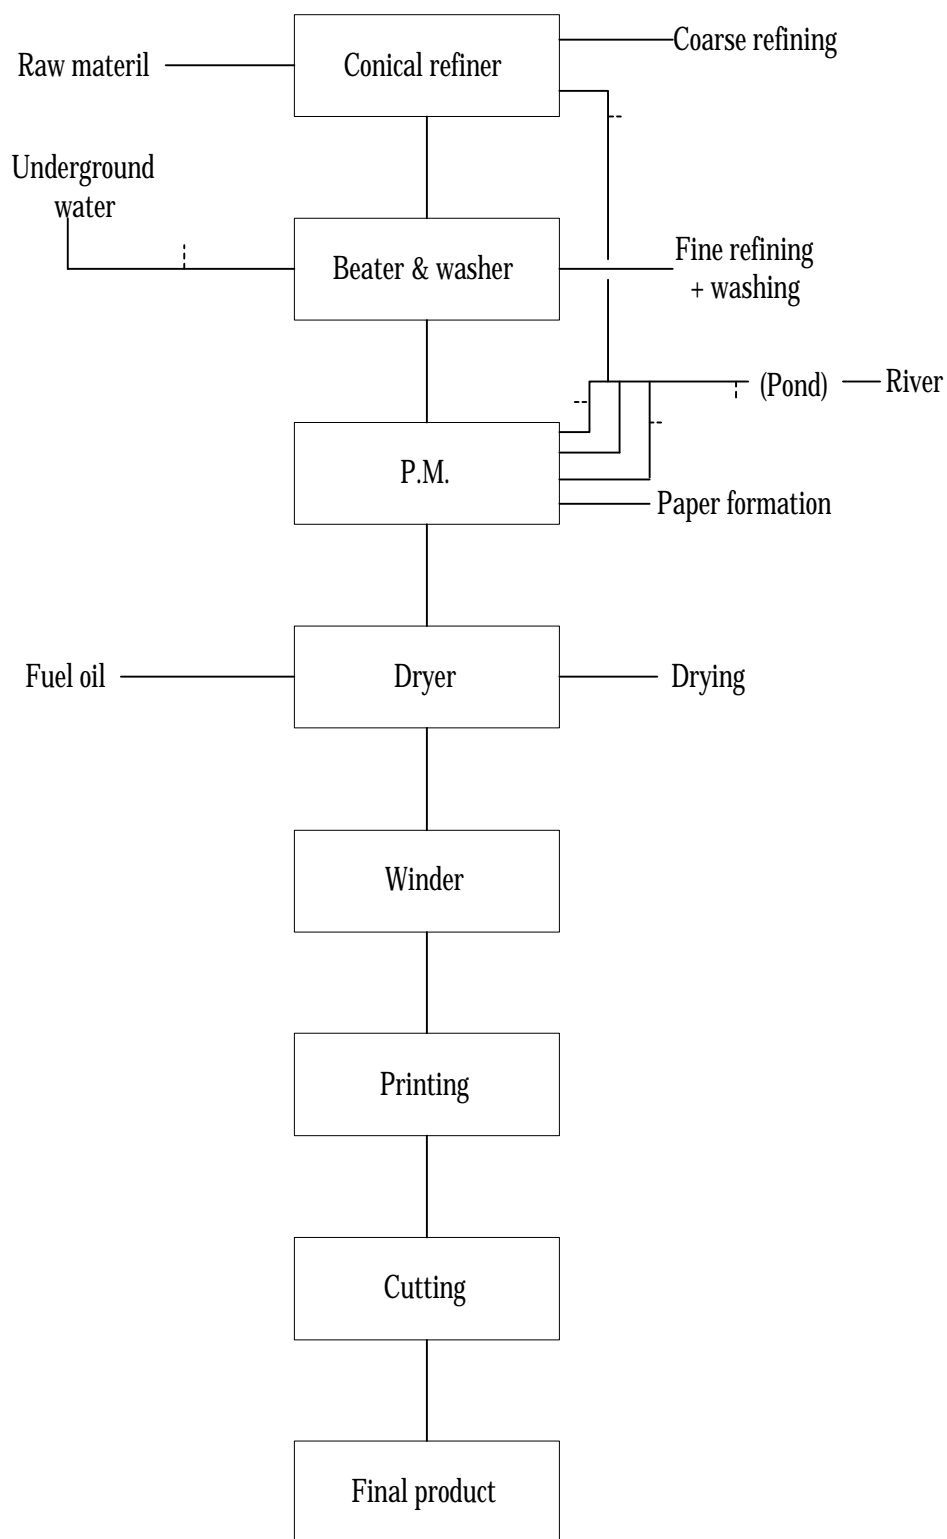 Coarse refining
Raw materil
Conical refiner
Underground
water
Beater & washer
Fine refining
+ washing
(Pond)
River
P.M.
Paper formation
Fuel oil
Dryer
Drying
Winder
Printing
Cutting
Final product